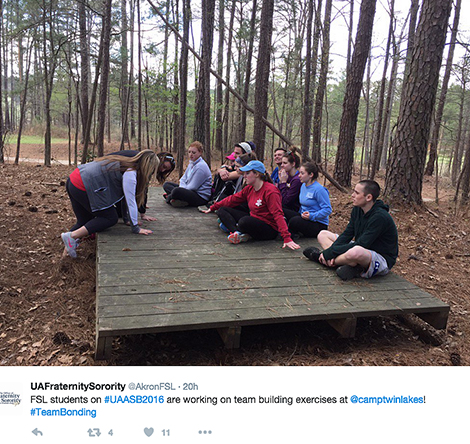 UAFraternitySorority @AkronFSL · 20h
FSL students on #UAASB2016 are working on team building exercises at @camptwinlakes!
#TeamBonding
4 11